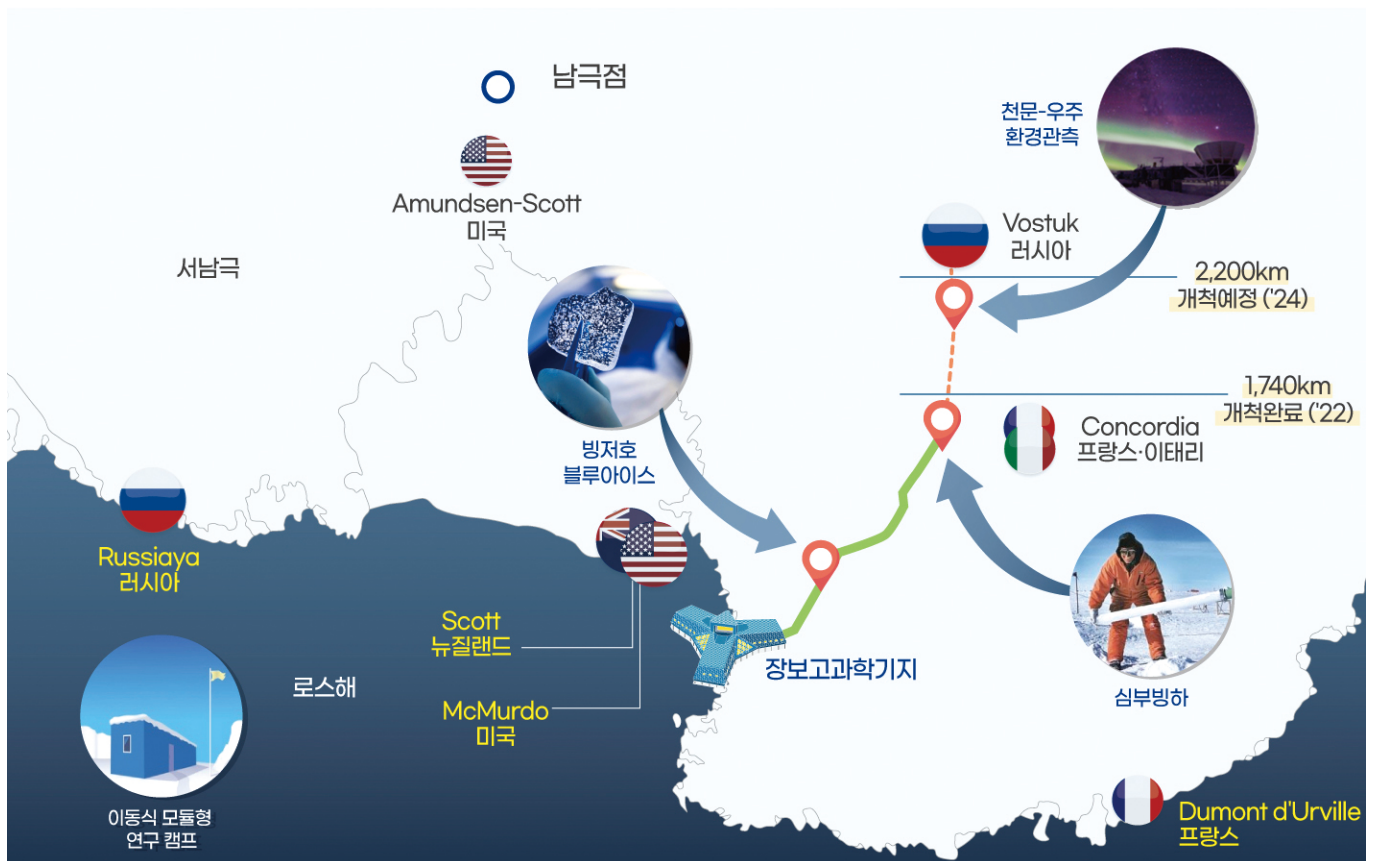 남극점
천문-우주
환경관측
Amundsen-Scott
미국
Vostuk
러시아
서남극
2,200km
개척예정 ('24)
1,740km
개척완료 ('22)
Concordia
프랑스·이태리
빙저호
블루아이스
Russiaya
러시아
Scott
뉴질랜드
장보고과학기지
로스해
McMurdo
미국
심부빙하
이동식 모듈형
연구 캠프
Dumont d'Urville
프랑스